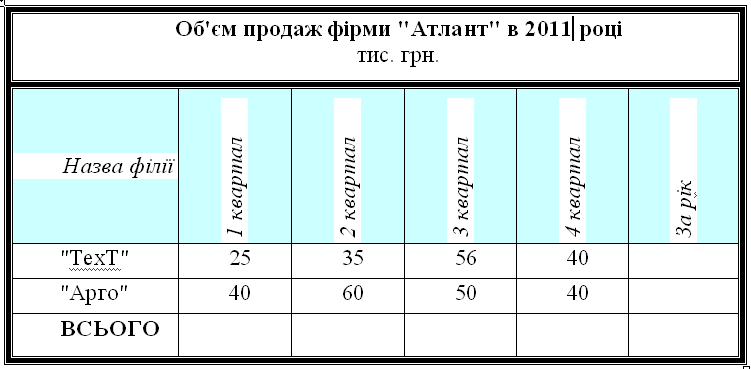 Об'єм продаж фірми "Атлант" в 2011 році
тис. грн.
Назва філії 1 квартал 2 квартал 3 квартал 4 квартал За рік
"ТехТ" 25 35 56 40
"Арго" 40 60 50 40
ВСЬОГО